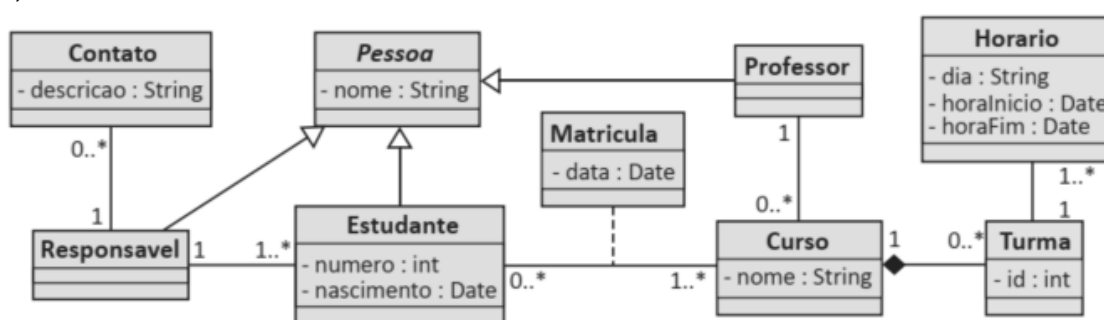 Contato
- descricao : String
0..*
1
Responsavel
1
1..*
Pessoa
- nome : String
Estudante
- numero : int
- nascimento : Date
0..*
1..*
Matricula
- data : Date
Professor
1
0..*
Curso
- nome : String
1
0..*
Horario
- dia : String
- horaInicio : Date
- horaFim : Date
1..*
1
Turma
- id : int